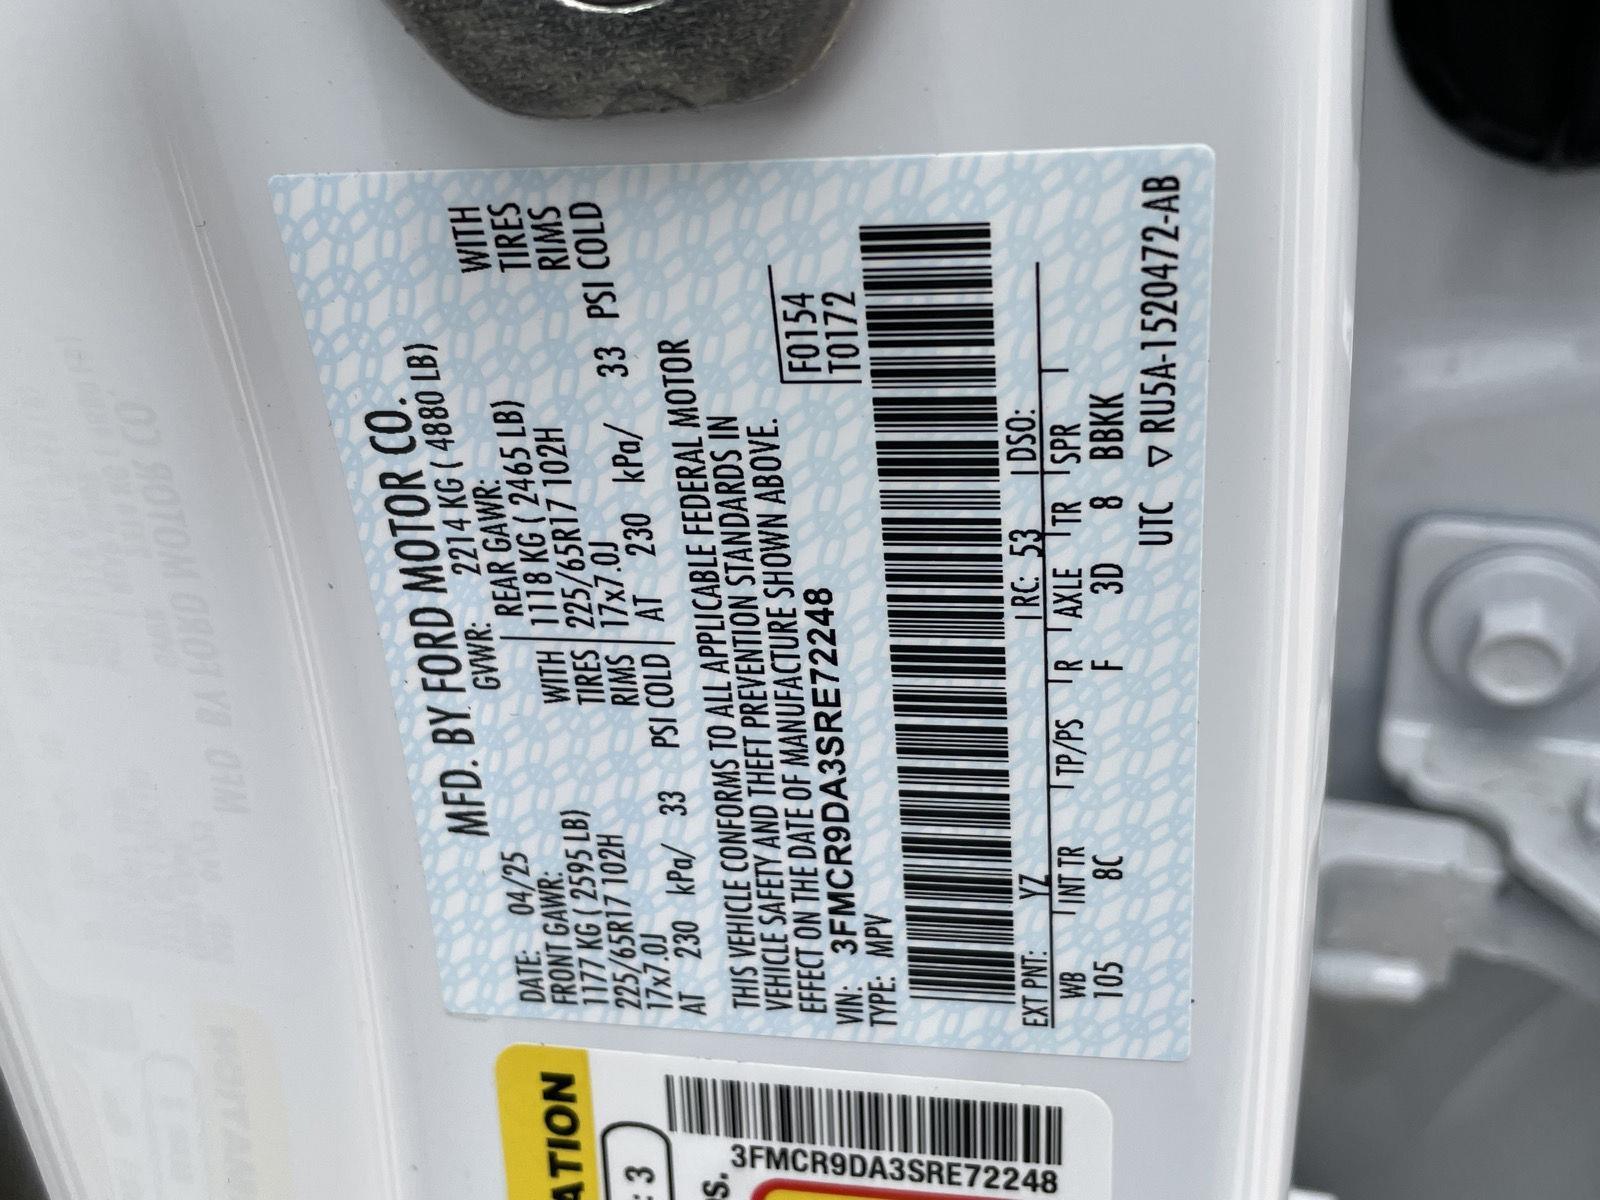 MFD. BY FORD MOTOR CO.
DATE: 04/25 GVWR: 2214 KG ( 4880 LB)
FRONT GAWR: REAR GAWR:
1177 KG ( 2595 LB) WITH 1118 KG ( 2465 LB) WITH
225/65R17 102H TIRES 225/65R17 102H TIRES
17x7.0J RIMS 17x7.0J RIMS
AT 230 kPa/ 33 PSI COLD AT 230 kPa/ 33 PSI COLD
THIS VEHICLE CONFORMS TO ALL APPLICABLE FEDERAL MOTOR
VEHICLE SAFETY AND THEFT PREVENTION STANDARDS IN
EFFECT ON THE DATE OF MANUFACTURE SHOWN ABOVE.
VIN: 3FMCR9DA3SRE72248 F0154
TYPE: MPV T0172
EXT PNT: YZ RC: 53 DSO:
WB INT TR TP/PS R AXLE TR SPR
105 8C F 3D 8 BBKK
UTC ▽ RU5A-1520472-AB
ATION
: 3
3FMCR9DA3SRE72248